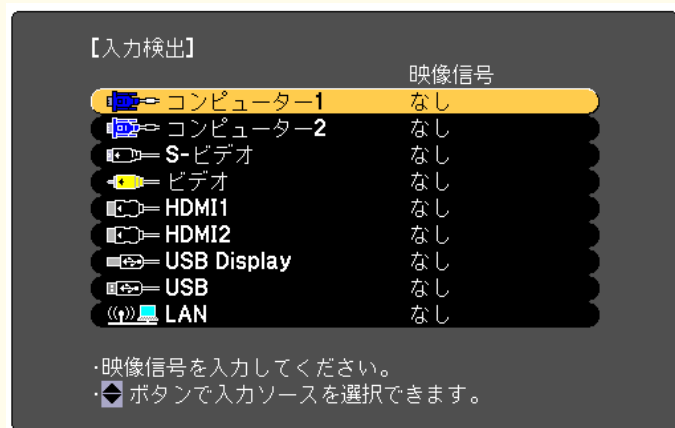 【入力検出】
映像信号
コンピューター1 なし
コンピューター2 なし
S-ビデオ なし
ビデオ なし
HDMI1 なし
HDMI2 なし
USB Display なし
USB なし
LAN なし
·映像信号を入力してください。
·ボタンで入力ソースを選択できます。